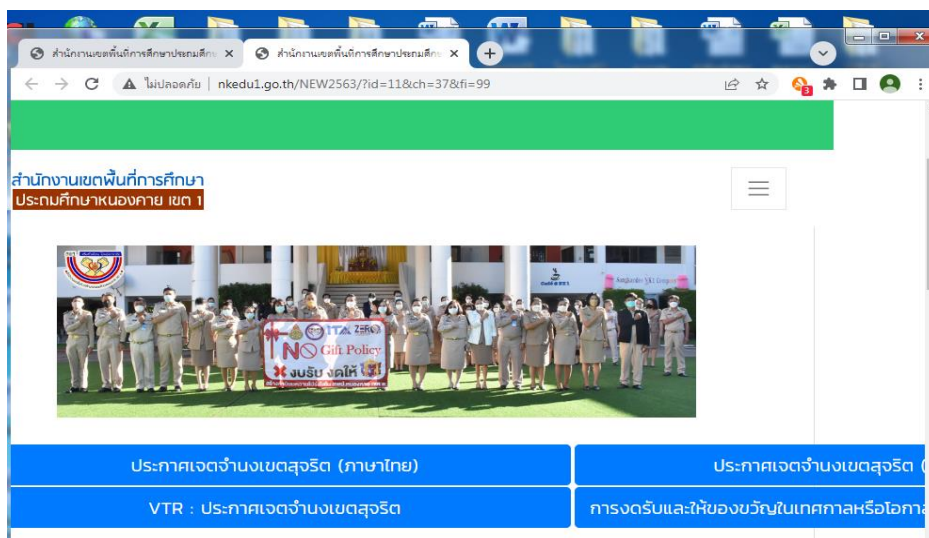 สำนักงานเขตพื้นที่การศึกษาประถมศึกษ
สำนักงานเขตพื้นที่การศึกษาประถมศึกษ
ไม่ปลอดภัย | nkedu1.go.th/NEW2563/?id=11&ch=37&fi=99
3
สำนักงานเขตพื้นที่การศึกษา
ประถมศึกษาหนองคาย เขต 1
ITA ZERO
NO Gift Policy
งบรับ งดให้
ประกาศเจตจำนงเขตสุจริต (ภาษาไทย)
ประกาศเจตจำนงเขตสุจริต (
VTR : ประกาศเจตจำนงเขตสุจริต
การงดรับและให้ของขวัญในเทศกาลหรือโอกาส